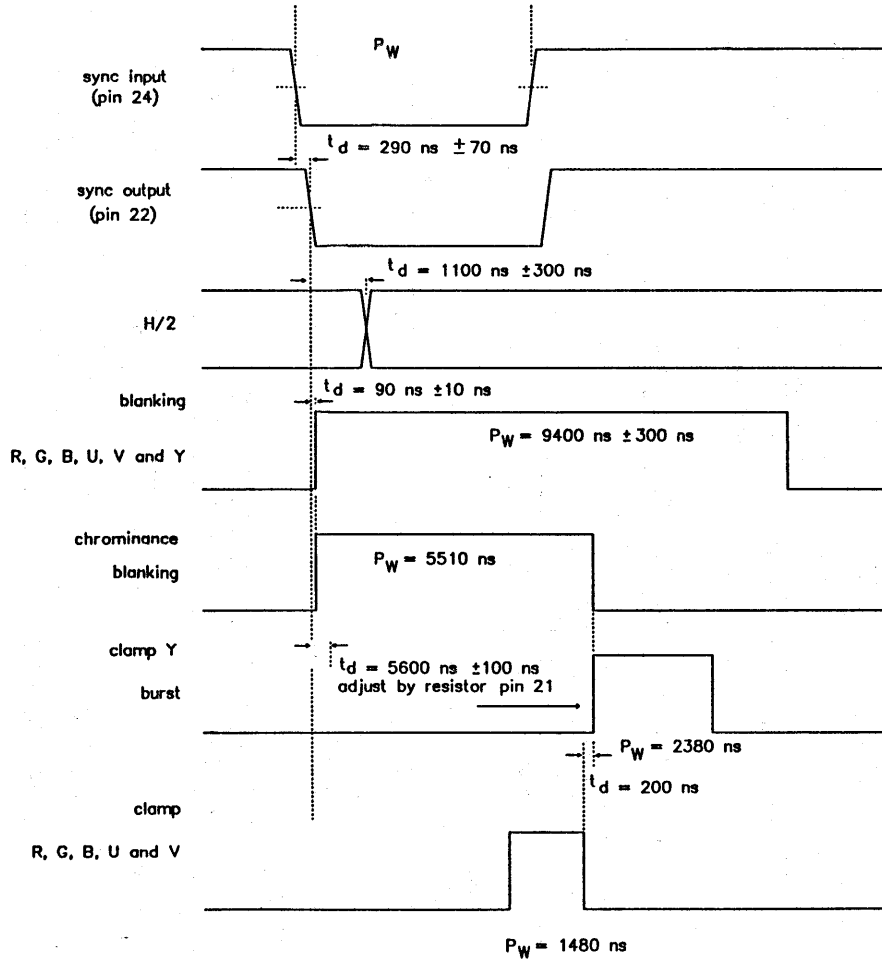 P_W
sync input
(pin 24)
t_d = 290 ns ±70 ns
sync output
(pin 22)
t_d = 1100 ns ±300 ns
H/2
t_d = 90 ns ±10 ns
blanking
P_W = 9400 ns ±300 ns
R, G, B, U, V and Y
chrominance
P_W = 5510 ns
blanking
clamp Y
t_d = 5600 ns ±100 ns
adjust by resistor pin 21
burst
P_W = 2380 ns
t_d = 200 ns
clamp
R, G, B, U and V
P_W = 1480 ns